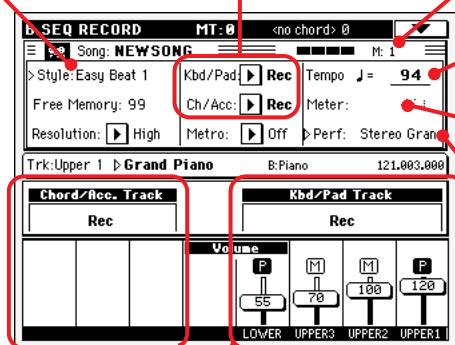 B SEQ RECORD MT:0 <no chord> 0
Song: NEWSONG M: 1
>Style:Easy Beat 1 Kbd/Pad: Rec Tempo ♩= 94
Free Memory: 99 Ch/Acc: Rec Meter:
Resolution: High Metro: Off Perf: Stereo Gran
Trk:Upper 1 Grand Piano B:Piano 121.003.000
Chord/Acc. Track Kbd/Pad Track
Rec Rec
Volume
P M M P
55 70 100 120
LOWER UPPER3 UPPER2 UPPER1